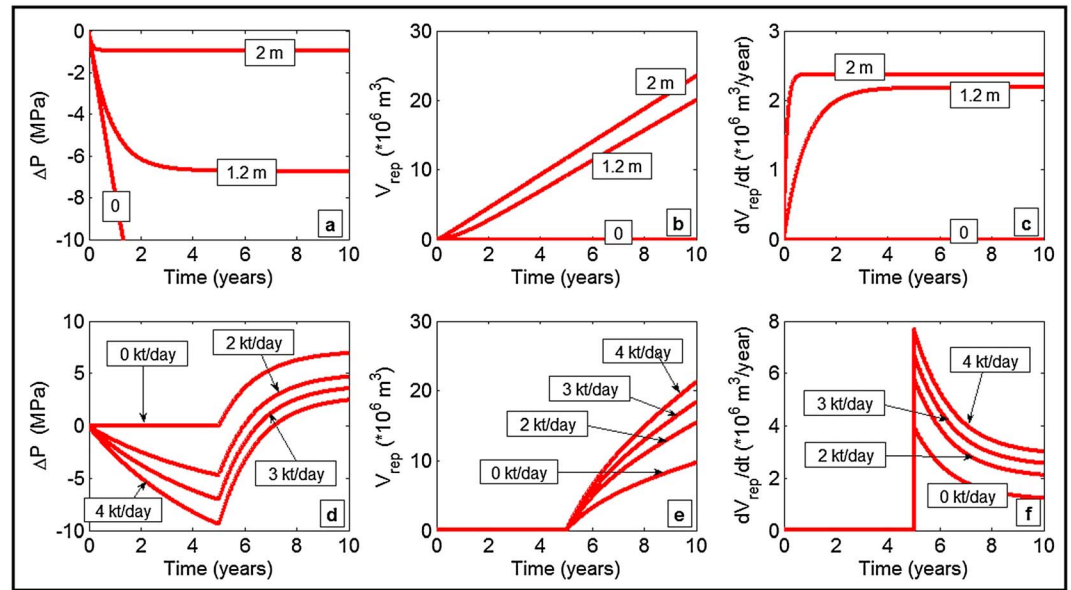 0
-2
-4
-6
-8
-10
ΔP (MPa)
2 m
1.2 m
0
a
0 2 4 6 8 10
Time (years)
30
20
10
0
V_rep (*10^6 m^3)
2 m
1.2 m
0
b
0 2 4 6 8 10
Time (years)
3
2
1
0
dV_rep/dt (*10^6 m^3/year)
2 m
1.2 m
0
c
0 2 4 6 8 10
Time (years)
10
5
0
-5
-10
ΔP (MPa)
0 kt/day
2 kt/day
3 kt/day
4 kt/day
d
0 2 4 6 8 10
Time (years)
30
20
10
0
V_rep (*10^6 m^3)
4 kt/day
3 kt/day
2 kt/day
0 kt/day
e
0 2 4 6 8 10
Time (years)
8
6
4
2
0
dV_rep/dt (*10^6 m^3/year)
4 kt/day
3 kt/day
2 kt/day
0 kt/day
f
0 2 4 6 8 10
Time (years)